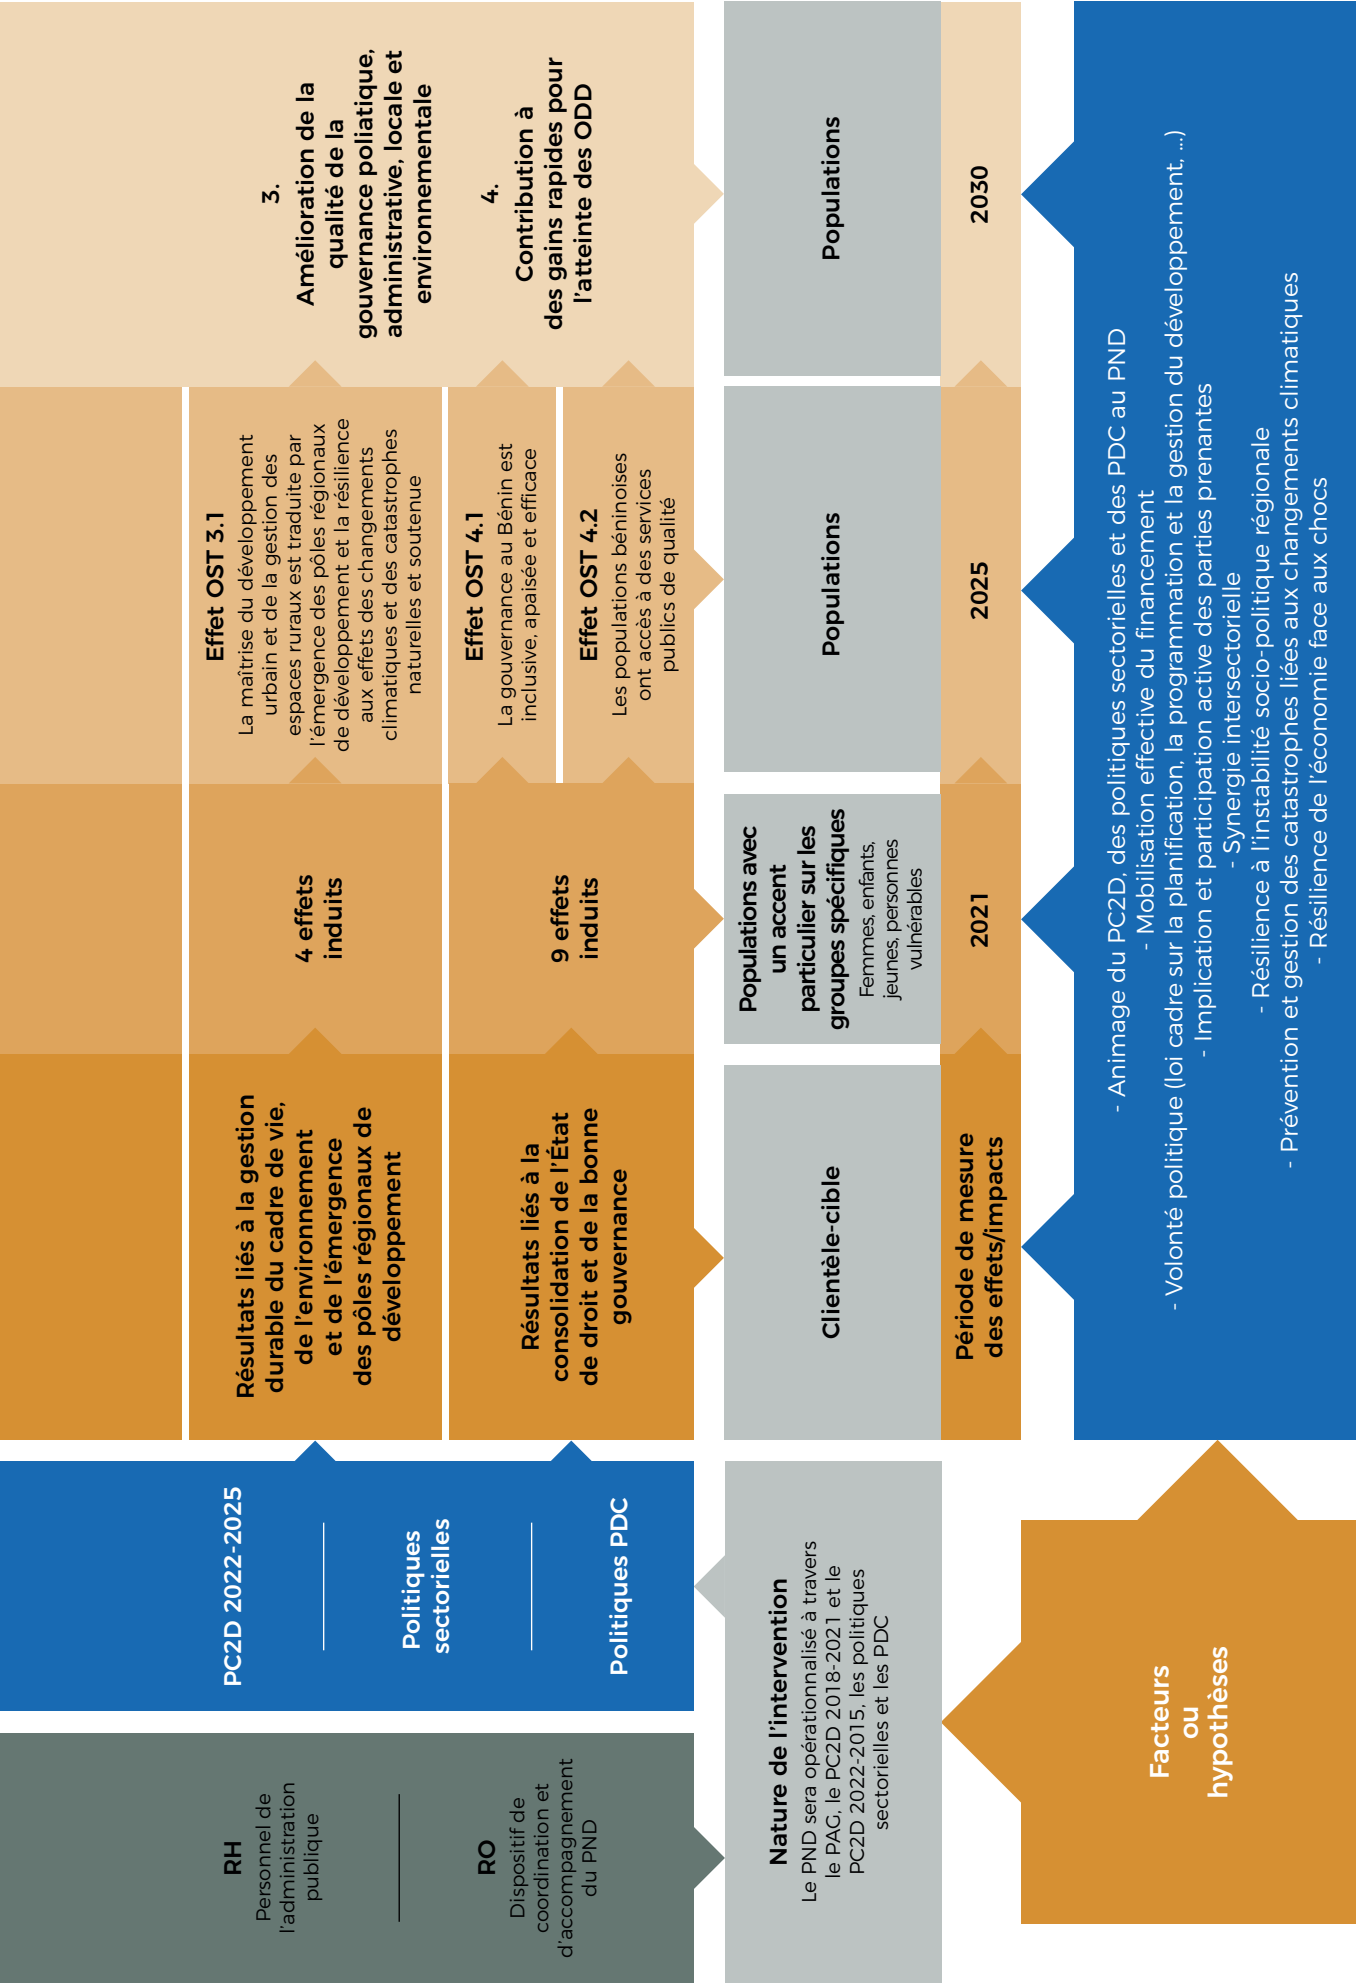 RH
Personnel de
l'administration
publique
RO
Dispositif de
coordination et
d'accompagnement
du PND
PC2D 2022-2025
Politiques
sectorielles
Politiques PDC
Résultats liés à la gestion
durable du cadre de vie,
de l'environnement
et de l'émergence
des pôles régionaux de
développement
4 effets
induits
Effet OST 3.1
La maîtrise du développement
urbain et de la gestion des
espaces ruraux est traduite par
l'émergence des pôles régionaux
de développement et la résilience
aux effets des changements
climatiques et des catastrophes
naturelles et soutenue
3.
Amélioration de la
qualité de la
gouvernance poliatique,
administrative, locale et
environnementale
Résultats liés à la
consolidation de l'État
de droit et de la bonne
gouvernance
9 effets
induits
Effet OST 4.1
La gouvernance au Bénin est
inclusive, apaisée et efficace
Effet OST 4.2
Les populations béninoises
ont accès à des services
publics de qualité
4.
Contribution à
des gains rapides pour
l'atteinte des ODD
Nature de l'intervention
Le PND sera opérationnalisé à travers
le PAG, le PC2D 2018-2021 et le
PC2D 2022-2015, les politiques
sectorielles et les PDC
Clientèle-cible
Populations avec
un accent
particulier sur les
groupes spécifiques
Femmes, enfants,
jeunes, personnes
vulnérables
Populations
Populations
Période de mesure
des effets/impacts
2021
2025
2030
Facteurs
ou
hypothèses
- Animage du PC2D, des politiques sectorielles et des PDC au PND
- Mobilisation effective du financement
- Volonté politique (loi cadre sur la planification, la programmation et la gestion du développement, ...)
- Implication et participation active des parties prenantes
- Synergie intersectorielle
- Résilience à l'instabilité socio-politique régionale
- Prévention et gestion des catastrophes liées aux changements climatiques
- Résilience de l'économie face aux chocs